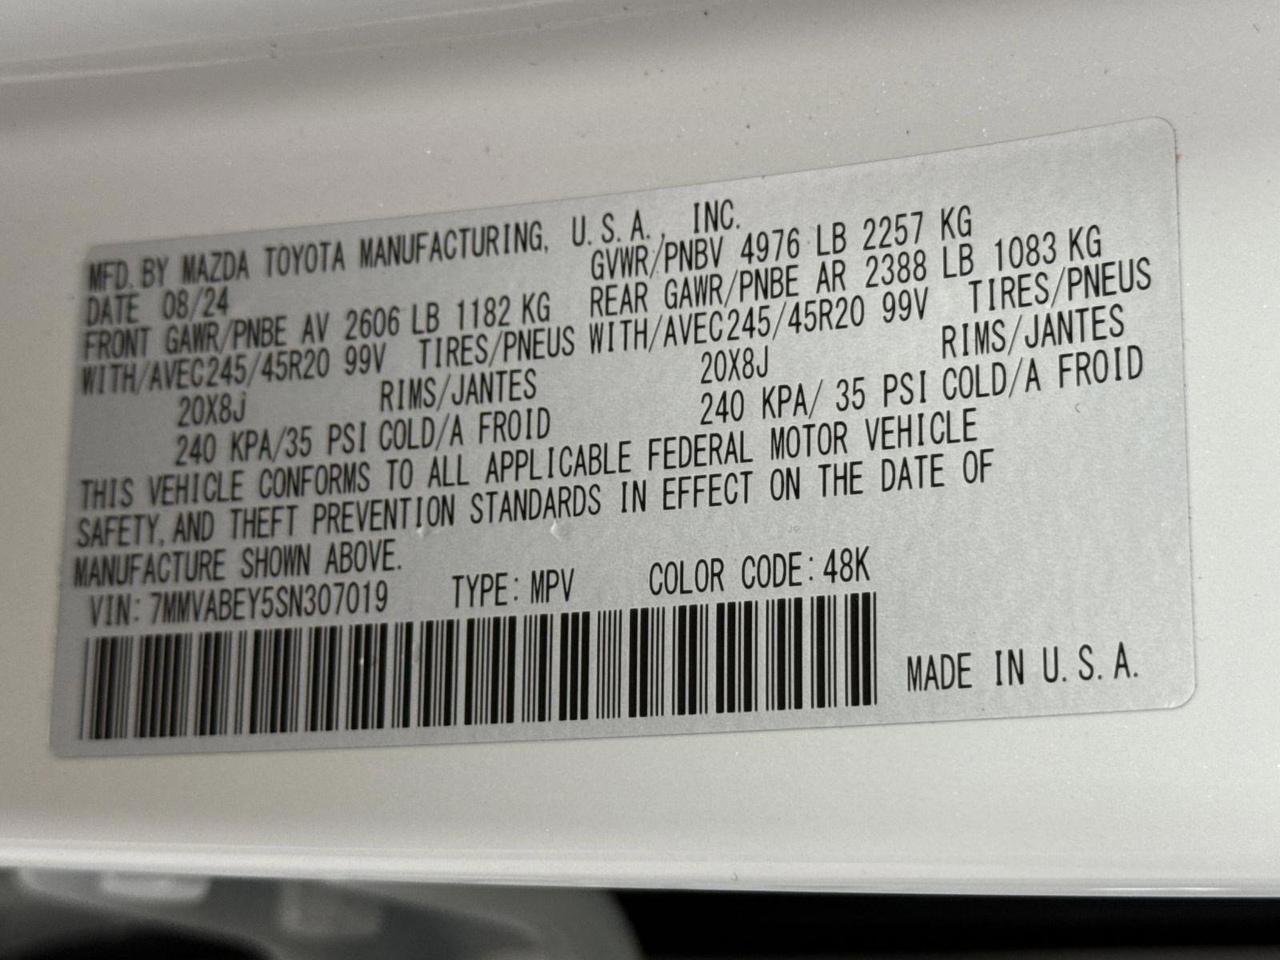 MFD. BY MAZDA TOYOTA MANUFACTURING, U.S.A., INC.
DATE 08/24 GVWR/PNBV 4976 LB 2257 KG
FRONT GAWR/PNBE AV 2606 LB 1182 KG REAR GAWR/PNBE AR 2388 LB 1083 KG
WITH/AVEC245/45R20 99V TIRES/PNEUS WITH/AVEC245/45R20 99V TIRES/PNEUS
20X8J RIMS/JANTES 20X8J RIMS/JANTES
240 KPA/35 PSI COLD/A FROID 240 KPA/ 35 PSI COLD/A FROID
THIS VEHICLE CONFORMS TO ALL APPLICABLE FEDERAL MOTOR VEHICLE
SAFETY, AND THEFT PREVENTION STANDARDS IN EFFECT ON THE DATE OF
MANUFACTURE SHOWN ABOVE.
VIN: 7MMVABEY5SN307019 TYPE: MPV COLOR CODE: 48K
MADE IN U.S.A.